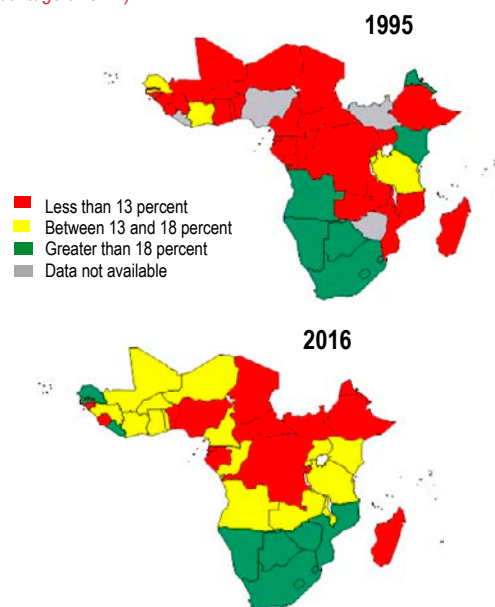 1995
Less than 13 percent
Between 13 and 18 percent
Greater than 18 percent
Data not available
2016